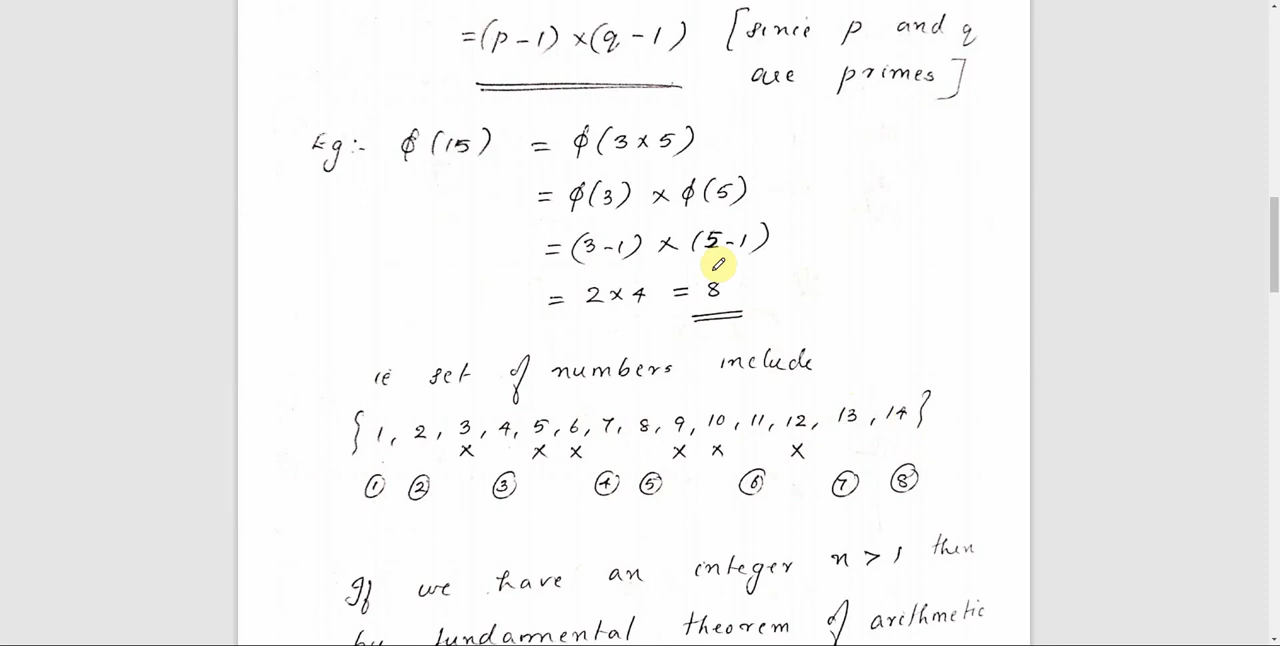 =(p-1)×(q-1) [since p and q
are primes]
Eg:- ϕ(15) = ϕ(3×5)
= ϕ(3) × ϕ(5)
= (3-1) × (5-1)
= 2×4 = 8
ie set of numbers include
{1, 2, 3, 4, 5, 6, 7, 8, 9, 10, 11, 12, 13, 14}
× × × × × ×
① ② ③ ④ ⑤ ⑥ ⑦ ⑧
If we have an integer n > 1 then
by fundamental theorem of arithmetic